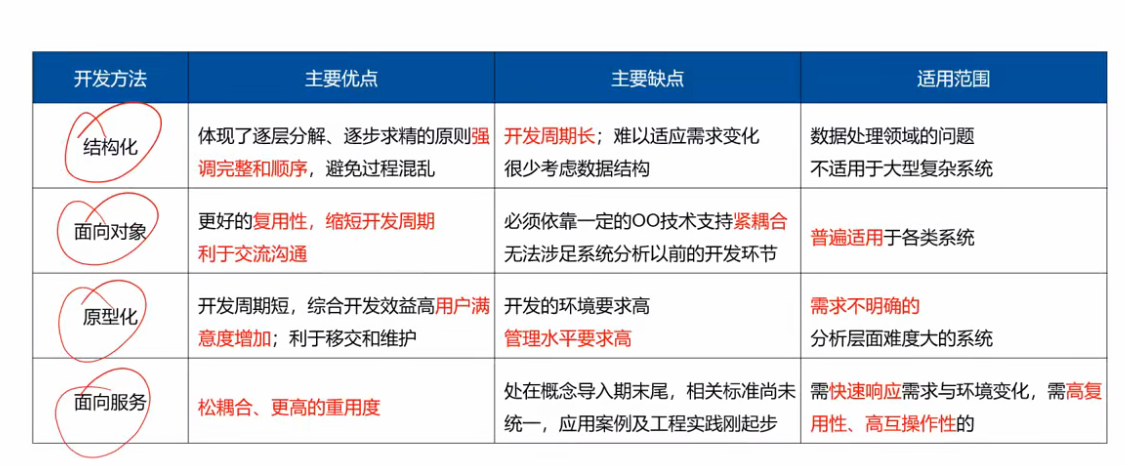 开发方法 主要优点 主要缺点 适用范围
结构化
体现了逐层分解、逐步求精的原则强
调完整和顺序，避免过程混乱
开发周期长；难以适应需求变化
很少考虑数据结构
数据处理领域的问题
不适用于大型复杂系统
面向对象
更好的复用性，缩短开发周期
利于交流沟通
必须依靠一定的OO技术支持紧耦合
无法涉足系统分析以前的开发环节
普遍适用于各类系统
原型化
开发周期短，综合开发效益高用户满
意度增加；利于移交和维护
开发的环境要求高
管理水平要求高
需求不明确的
分析层面难度大的系统
面向服务
松耦合、更高的重用度
处在概念导入期末尾，相关标准尚未
统一，应用案例及工程实践刚起步
需快速响应需求与环境变化，需高复
用性、高互操作性的